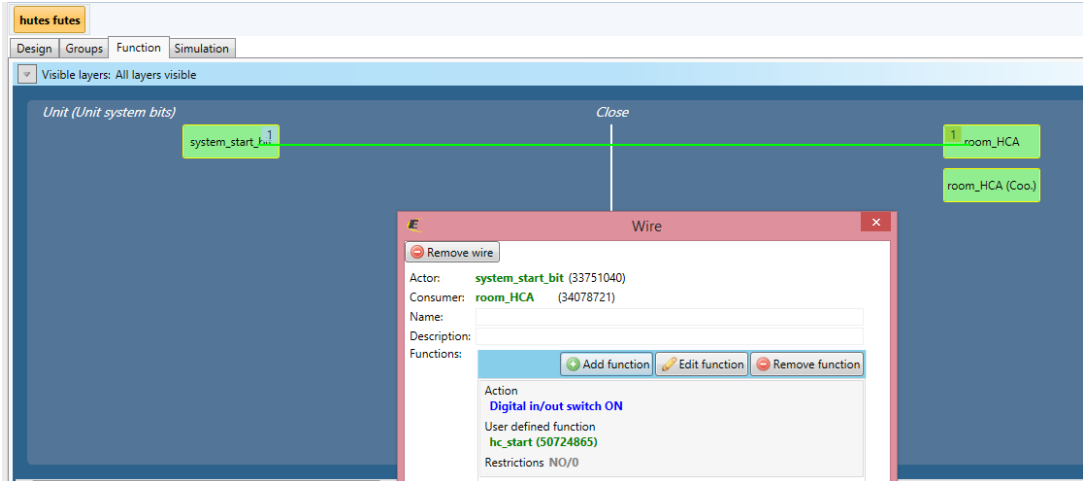 hutes futes
Design Groups Function Simulation
Visible layers: All layers visible
Unit (Unit system bits) Close
system_start_bit 1 1 room_HCA
room_HCA (Coo.)
E Wire ×
Remove wire
Actor: system_start_bit (33751040)
Consumer: room_HCA (34078721)
Name:
Description:
Functions:
Add function Edit function Remove function
Action
Digital in/out switch ON
User defined function
hc_start (50724865)
Restrictions NO/0